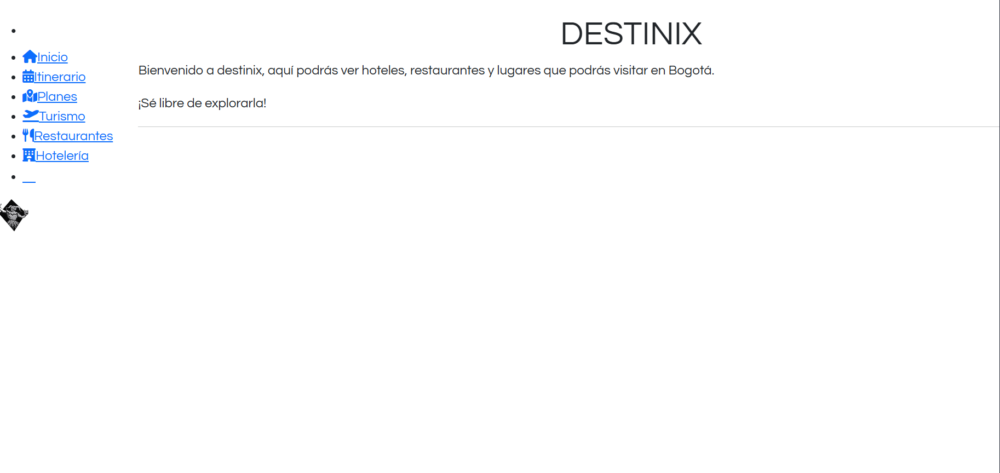 DESTINIX
Inicio
Itinerario
Planes
Turismo
Restaurantes
Hotelería
Bienvenido a destinix, aquí podrás ver hoteles, restaurantes y lugares que podrás visitar en Bogotá.
¡Sé libre de explorarla!